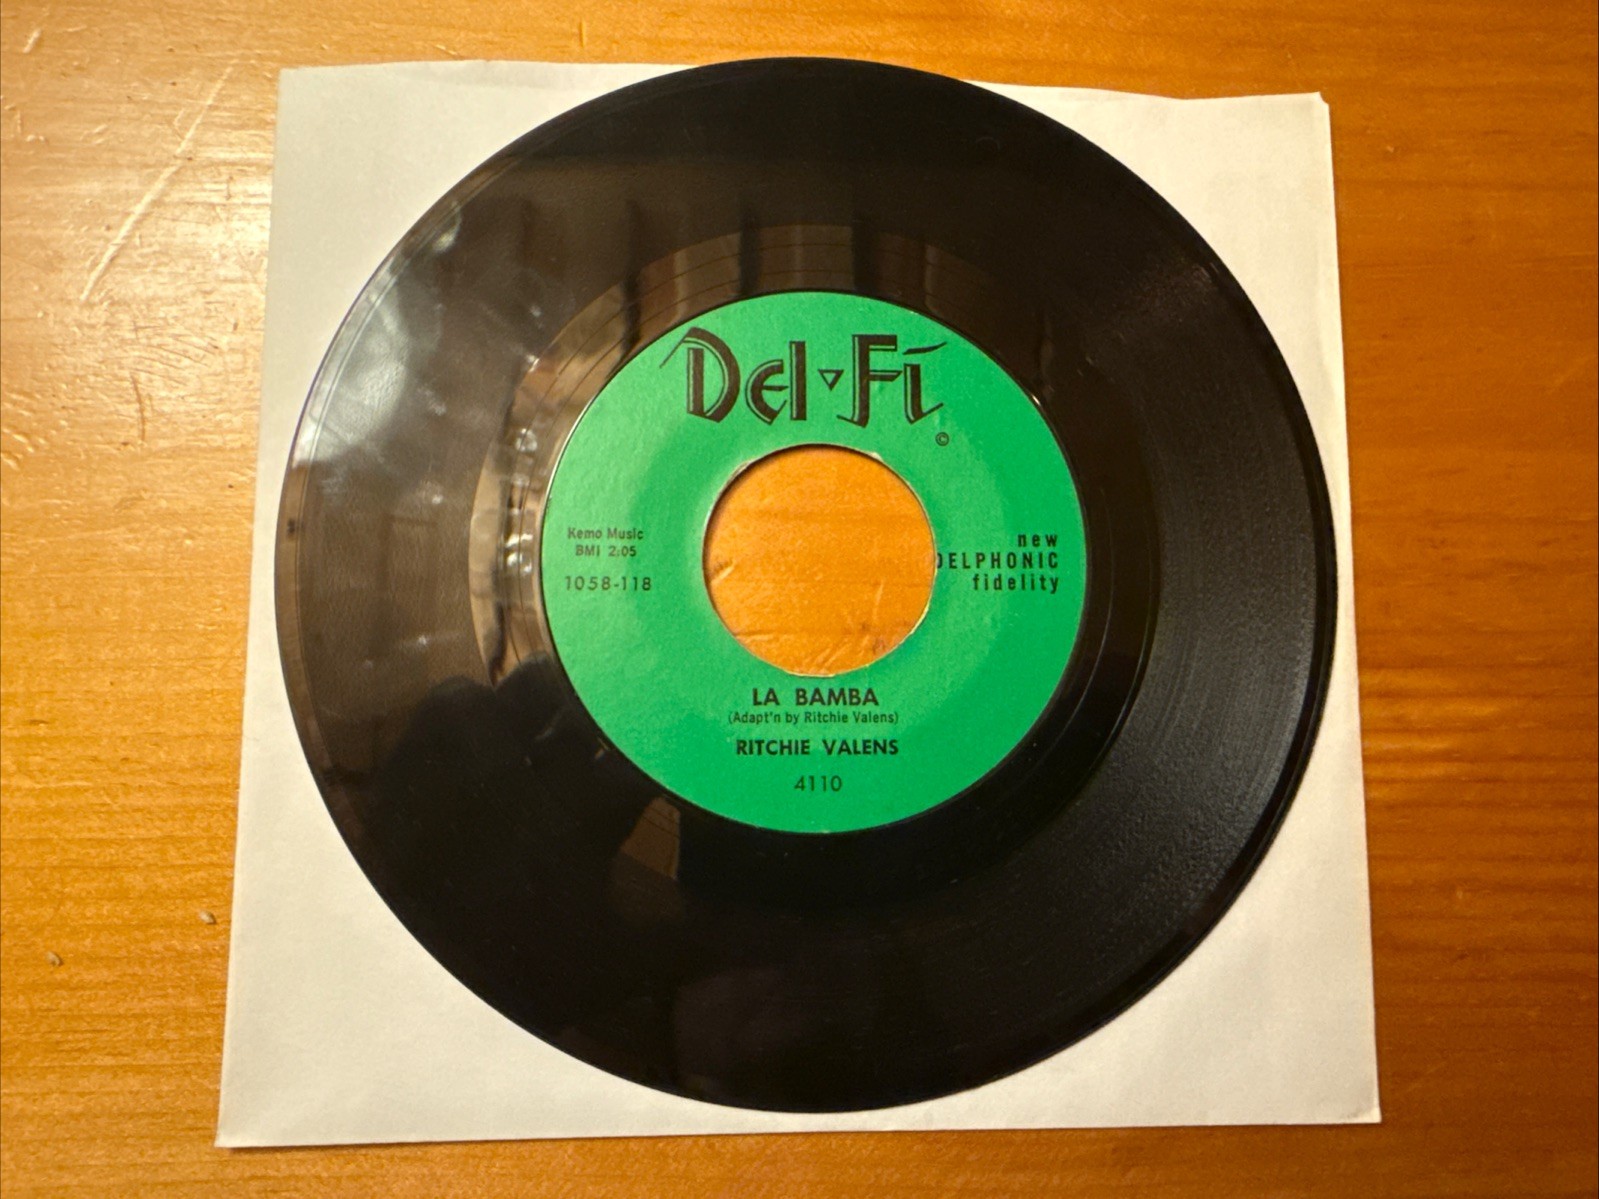 Del·Fi
©
Kemo Music
BMI 2:05
1058-118
new
DELPHONIC
fidelity
LA BAMBA
(Adapt'n by Ritchie Valens)
RITCHIE VALENS
4110